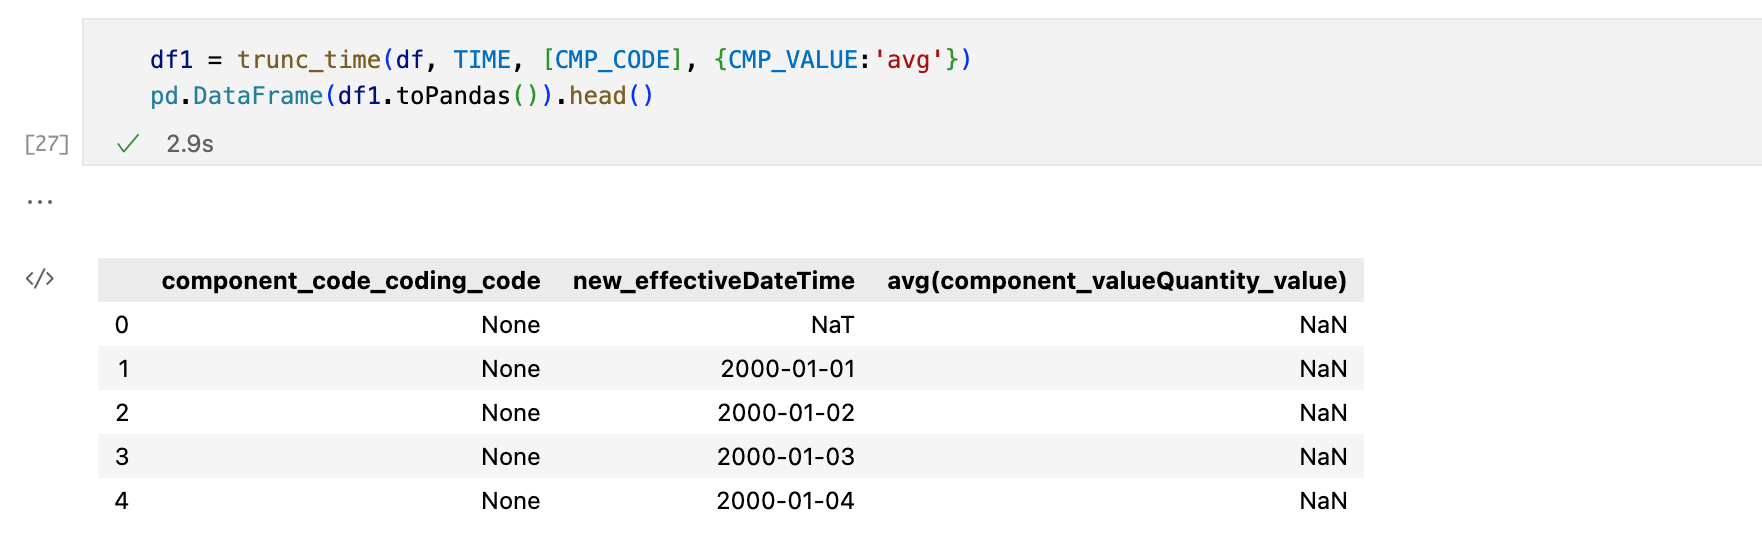 df1 = trunc_time(df, TIME, [CMP_CODE], {CMP_VALUE:'avg'})
pd.DataFrame(df1.toPandas()).head()
[27] ✓ 2.9s
...
</> component_code_coding_code new_effectiveDateTime avg(component_valueQuantity_value)
0 None NaT NaN
1 None 2000-01-01 NaN
2 None 2000-01-02 NaN
3 None 2000-01-03 NaN
4 None 2000-01-04 NaN